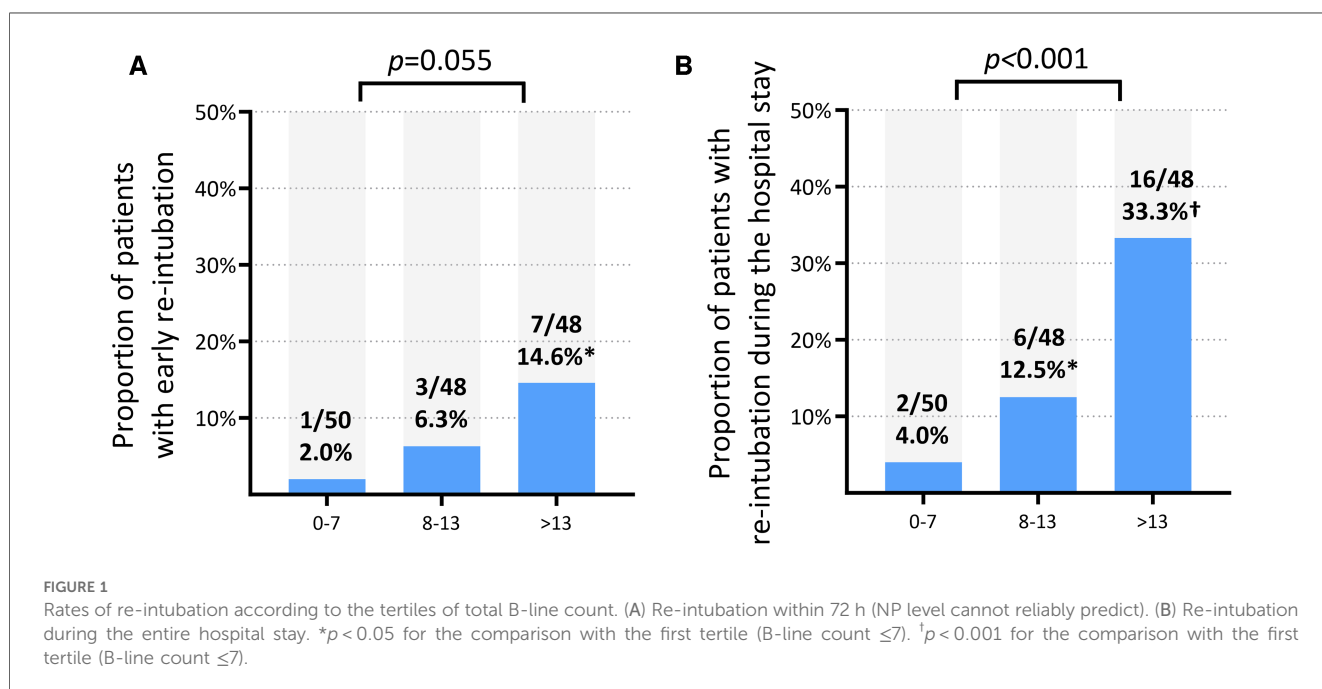 A
p=0.055
Proportion of patients
with early re-intubation
50%
40%
30%
20%
10%
1/50
2.0%
3/48
6.3%
7/48
14.6%*
0-7
8-13
>13
B
p<0.001
Proportion of patients with
re-intubation during the hospital stay
50%
40%
30%
20%
10%
2/50
4.0%
6/48
12.5%*
16/48
33.3%†
0-7
8-13
>13
FIGURE 1
Rates of re-intubation according to the tertiles of total B-line count. (A) Re-intubation within 72 h (NP level cannot reliably predict). (B) Re-intubation
during the entire hospital stay. *p < 0.05 for the comparison with the first tertile (B-line count ≤7). †p < 0.001 for the comparison with the first
tertile (B-line count ≤7).